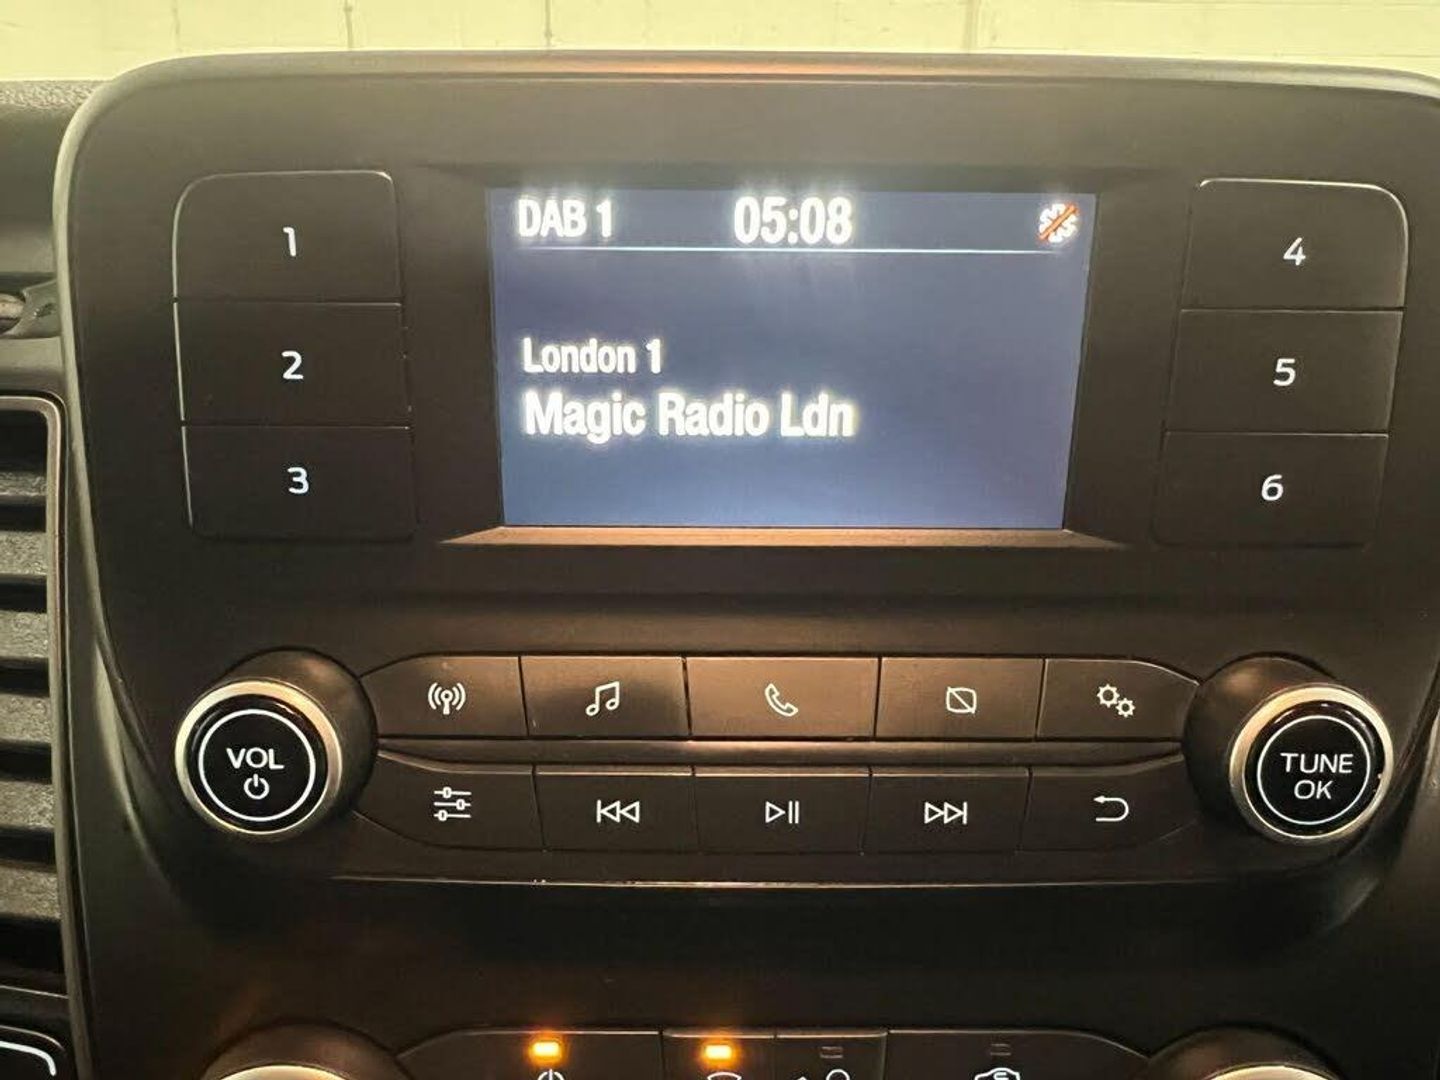 DAB 1 05:08
London 1
Magic Radio Ldn
1
2
3
4
5
6
VOL
TUNE
OK